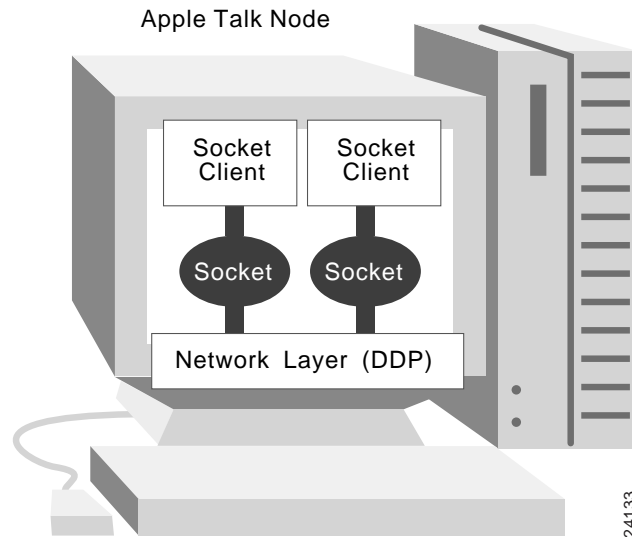 Apple Talk Node
Socket
Client
Socket
Client
Socket
Socket
Network Layer (DDP)
24133